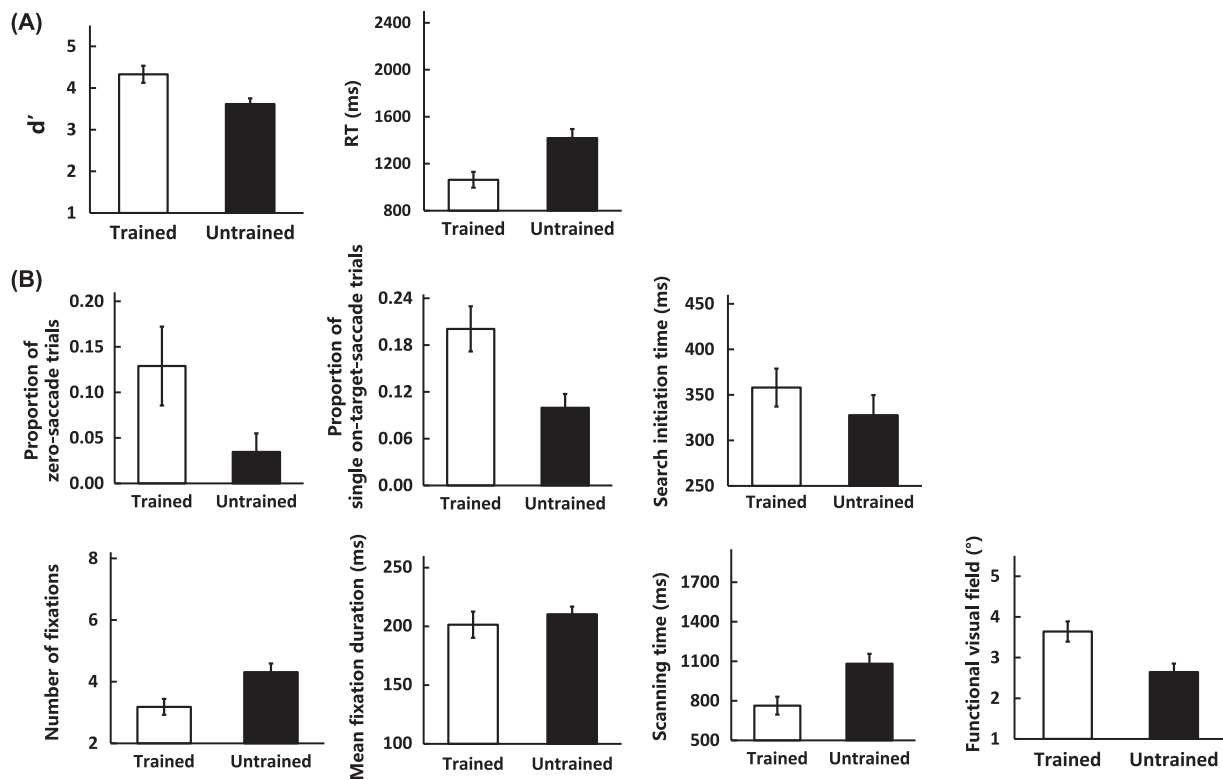 (A)
d′
5
4
3
2
1
Trained Untrained
RT (ms)
2400
2000
1600
1200
800
Trained Untrained
(B)
Proportion of
zero-saccade trials
0.20
0.15
0.10
0.05
0.00
Trained Untrained
Proportion of
single on-target-saccade trials
0.24
0.18
0.12
0.06
0.00
Trained Untrained
Search initiation time (ms)
450
400
350
300
250
Trained Untrained
Number of fixations
8
6
4
2
Trained Untrained
Mean fixation duration (ms)
250
200
150
100
Trained Untrained
Scanning time (ms)
1700
1400
1100
800
500
Trained Untrained
Functional visual field (°)
5
4
3
2
1
Trained Untrained